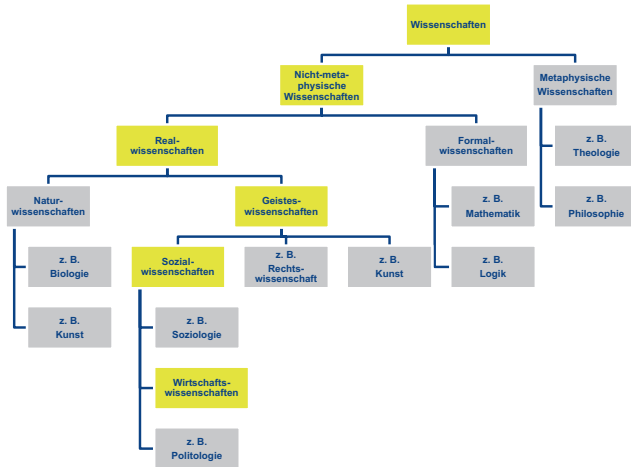 Wissenschaften
Nicht-meta-
physische
Wissenschaften
Metaphysische
Wissenschaften
Real-
wissenschaften
Formal-
wissenschaften
z. B.
Theologie
Natur-
wissenschaften
Geistes-
wissenschaften
z. B.
Mathematik
z. B.
Philosophie
z. B.
Biologie
Sozial-
wissenschaften
z. B.
Rechts-
wissenschaft
z. B.
Kunst
z. B.
Logik
z. B.
Kunst
z. B.
Soziologie
Wirtschafts-
wissenschaften
z. B.
Politologie